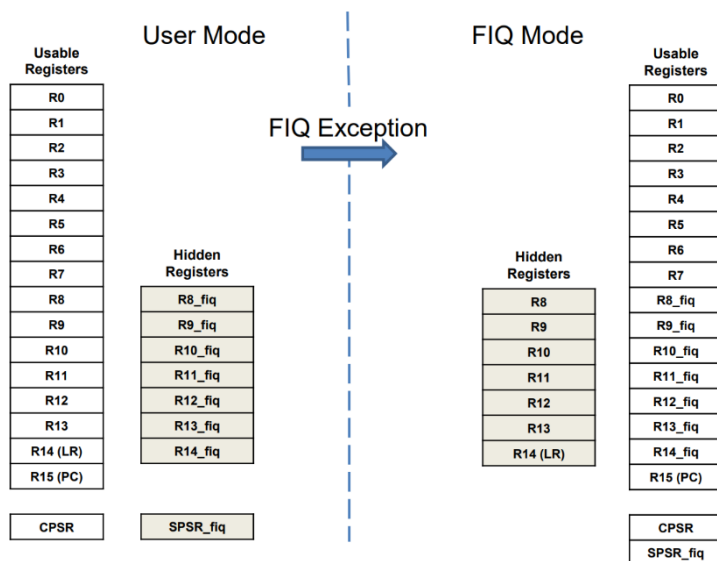 User Mode
Usable
Registers
R0
R1
R2
R3
R4
R5
R6
R7
R8
R9
R10
R11
R12
R13
R14 (LR)
R15 (PC)
CPSR
Hidden
Registers
R8_fiq
R9_fiq
R10_fiq
R11_fiq
R12_fiq
R13_fiq
R14_fiq
SPSR_fiq
FIQ Exception
FIQ Mode
Hidden
Registers
R8
R9
R10
R11
R12
R13
R14 (LR)
Usable
Registers
R0
R1
R2
R3
R4
R5
R6
R7
R8_fiq
R9_fiq
R10_fiq
R11_fiq
R12_fiq
R13_fiq
R14_fiq
R15 (PC)
CPSR
SPSR_fiq